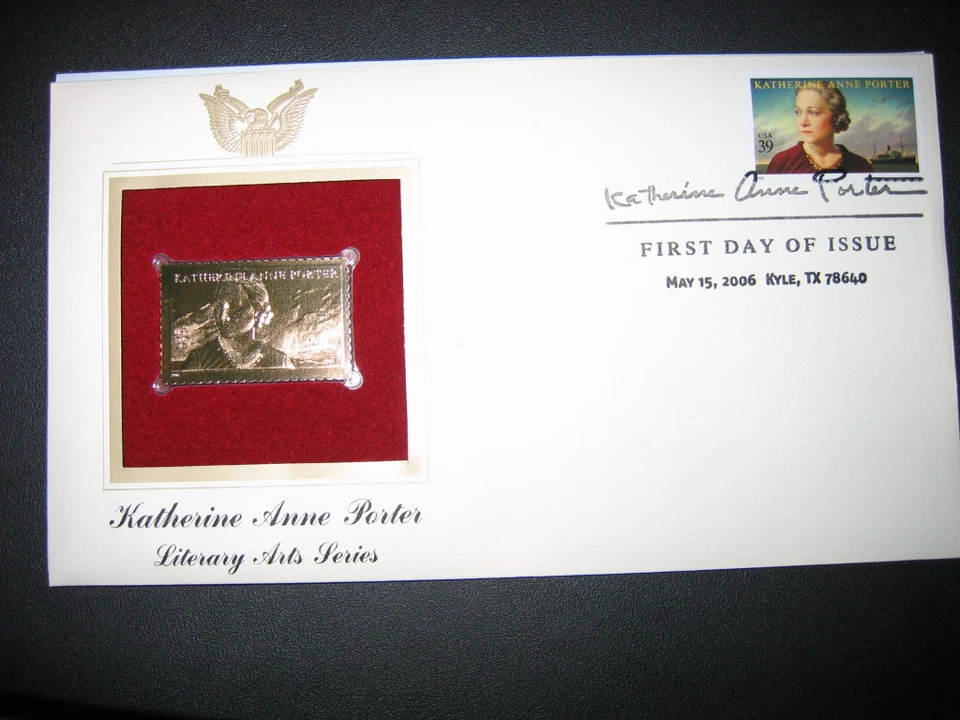 KATHERINE ANNE PORTER
USA
39
Katherine Anne Porter
FIRST DAY OF ISSUE
MAY 15, 2006 KYLE, TX 78640
KATHERINE ANNE PORTER
Katherine Anne Porter
Literary Arts Series